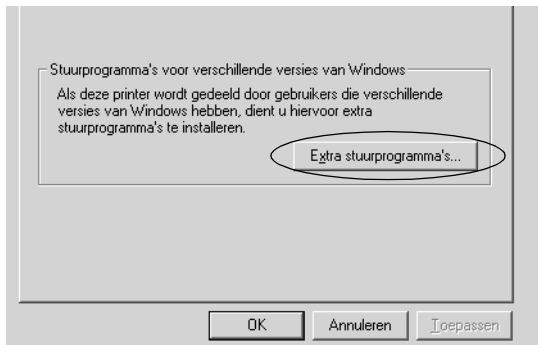 Stuurprogramma's voor verschillende versies van Windows
Als deze printer wordt gedeeld door gebruikers die verschillende
versies van Windows hebben, dient u hiervoor extra
stuurprogramma's te installeren.
Extra stuurprogramma's...
OK
Annuleren
Toepassen